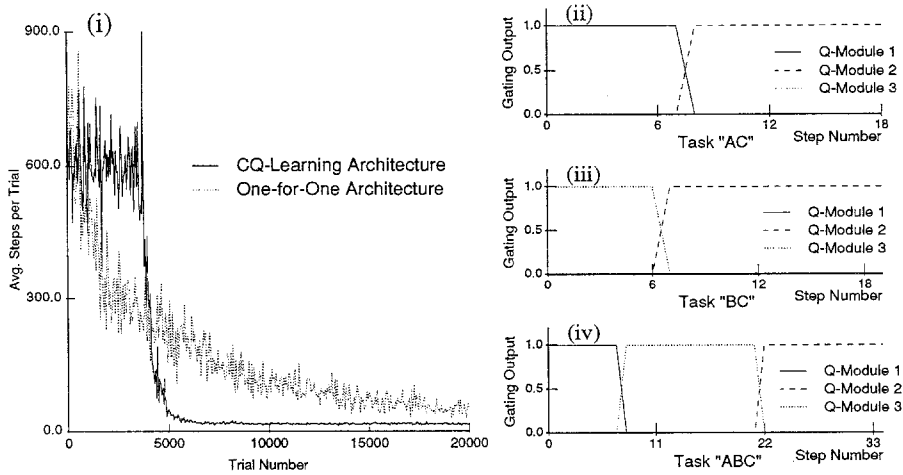 (i)
900.0
600.0
300.0
0.0
Avg. Steps per Trial
CQ-Learning Architecture
One-for-One Architecture
0 5000 10000 15000 20000
Trial Number
(ii)
1.0
0.5
0.0
Gating Output
Q-Module 1
Q-Module 2
Q-Module 3
0 6 12 18
Task "AC" Step Number
(iii)
1.0
0.5
0.0
Gating Output
Q-Module 1
Q-Module 2
Q-Module 3
0 6 12 18
Task "BC" Step Number
(iv)
1.0
0.5
0.0
Gating Output
Q-Module 1
Q-Module 2
Q-Module 3
0 11 22 33
Task "ABC" Step Number